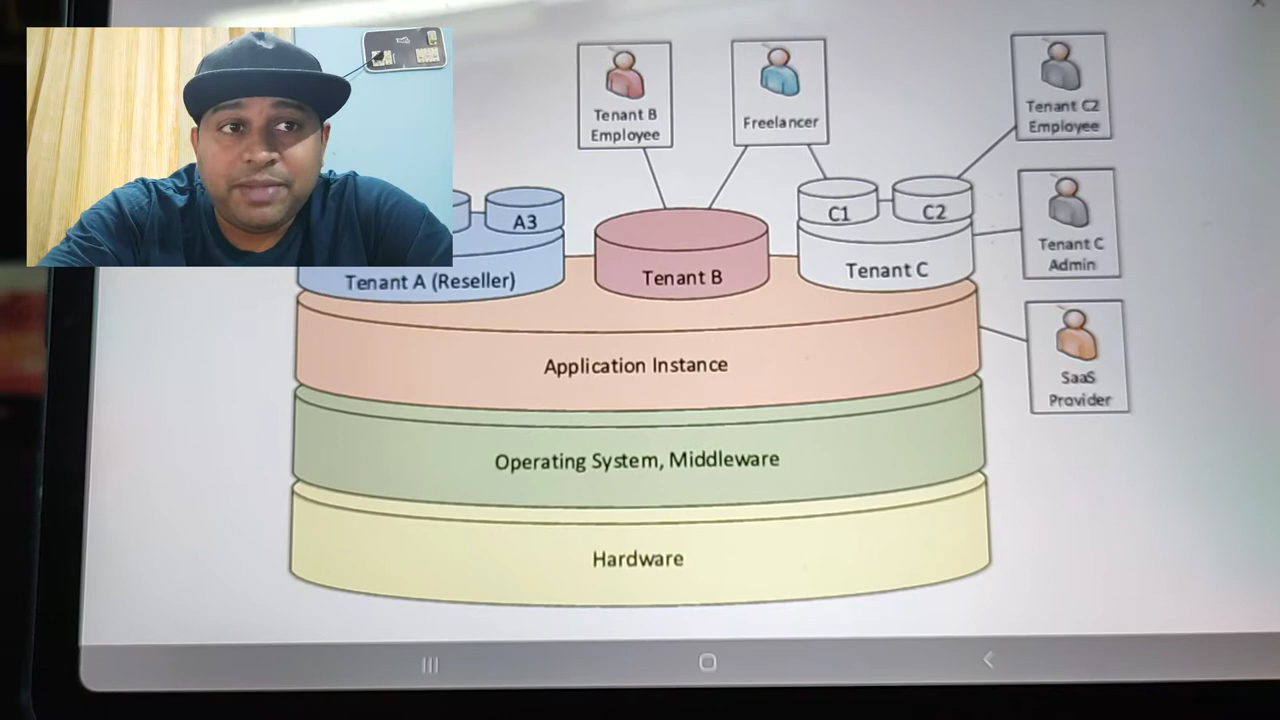 Tenant B
Employee
Freelancer
Tenant C2
Employee
A3
C1
C2
Tenant C
Admin
Tenant A (Reseller)
Tenant B
Tenant C
SaaS
Provider
Application Instance
Operating System, Middleware
Hardware